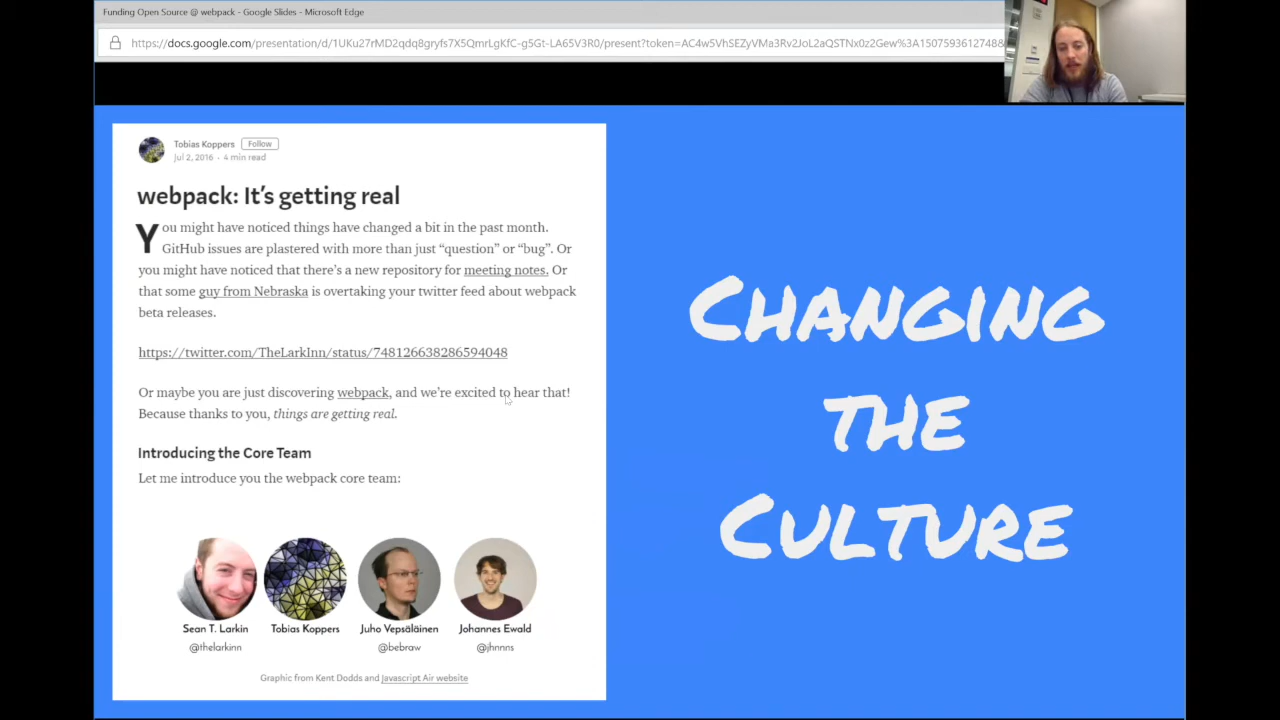 Funding Open Source @ webpack - Google Slides - Microsoft Edge
https://docs.google.com/presentation/d/1UKu27rMD2qdq8gryfs7X5QmrLgKfC-g5Gt-LA65V3R0/present?token=AC4w5VhSEZyVMa3Rv2JoL2aQSTNx0z2Gew%3A1507593612748&
Tobias Koppers Follow
Jul 2, 2016 · 4 min read
webpack: It’s getting real
You might have noticed things have changed a bit in the past month.
GitHub issues are plastered with more than just “question” or “bug”. Or
you might have noticed that there’s a new repository for meeting notes. Or
that some guy from Nebraska is overtaking your twitter feed about webpack
beta releases.
https://twitter.com/TheLarkInn/status/748126638286594048
Or maybe you are just discovering webpack, and we’re excited to hear that!
Because thanks to you, things are getting real.
Introducing the Core Team
Let me introduce you the webpack core team:
Sean T. Larkin Tobias Koppers Juho Vepsäläinen Johannes Ewald
@thelarkinn @bebraw @jhnnns
Graphic from Kent Dodds and Javascript Air website
CHANGING
THE
CULTURE